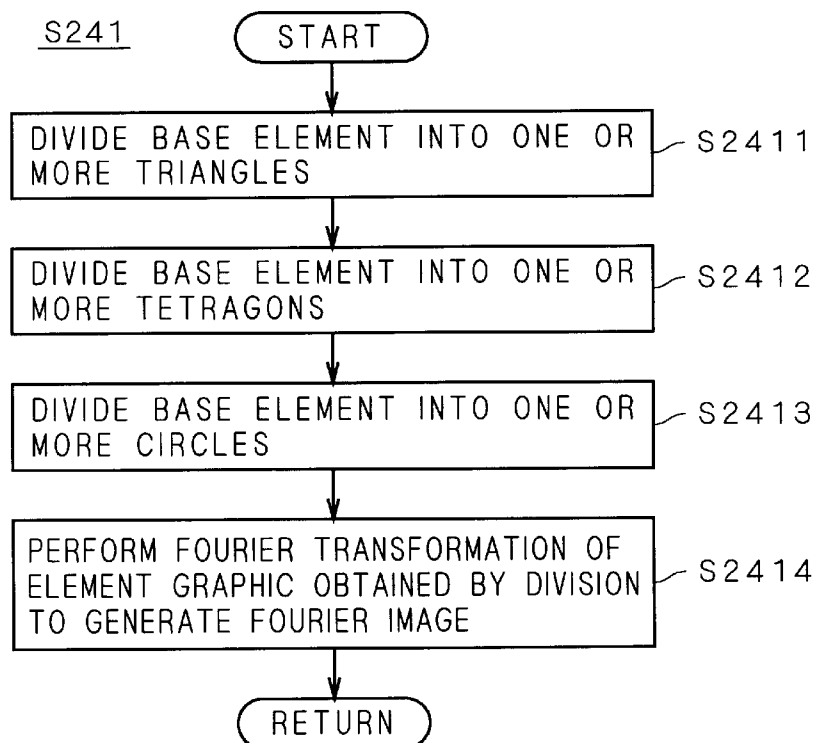 S241
START
DIVIDE BASE ELEMENT INTO ONE OR
MORE TRIANGLES
S2411
DIVIDE BASE ELEMENT INTO ONE OR
MORE TETRAGONS
S2412
DIVIDE BASE ELEMENT INTO ONE OR
MORE CIRCLES
S2413
PERFORM FOURIER TRANSFORMATION OF
ELEMENT GRAPHIC OBTAINED BY DIVISION
TO GENERATE FOURIER IMAGE
S2414
RETURN